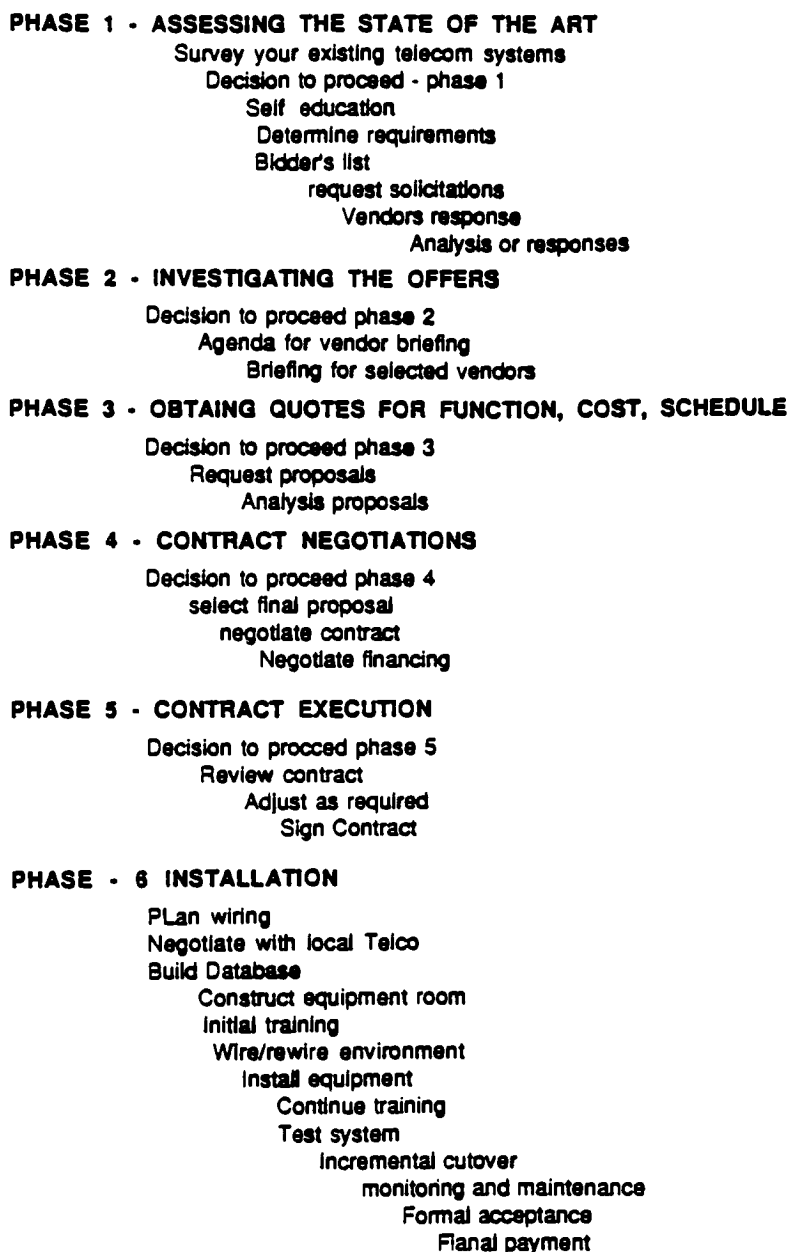 PHASE 1 - ASSESSING THE STATE OF THE ART
Survey your existing telecom systems
Decision to proceed - phase 1
Self education
Determine requirements
Bidder's list
request solicitations
Vendors response
Analysis or responses
PHASE 2 - INVESTIGATING THE OFFERS
Decision to proceed phase 2
Agenda for vendor briefing
Briefing for selected vendors
PHASE 3 - OBTAING QUOTES FOR FUNCTION, COST, SCHEDULE
Decision to proceed phase 3
Request proposals
Analysis proposals
PHASE 4 - CONTRACT NEGOTIATIONS
Decision to proceed phase 4
select final proposal
negotiate contract
Negotiate financing
PHASE 5 - CONTRACT EXECUTION
Decision to procced phase 5
Review contract
Adjust as required
Sign Contract
PHASE - 6 INSTALLATION
PLan wiring
Negotiate with local Telco
Build Database
Construct equipment room
Initial training
Wire/rewire environment
Install equipment
Continue training
Test system
Incremental cutover
monitoring and maintenance
Formal acceptance
Flanal payment